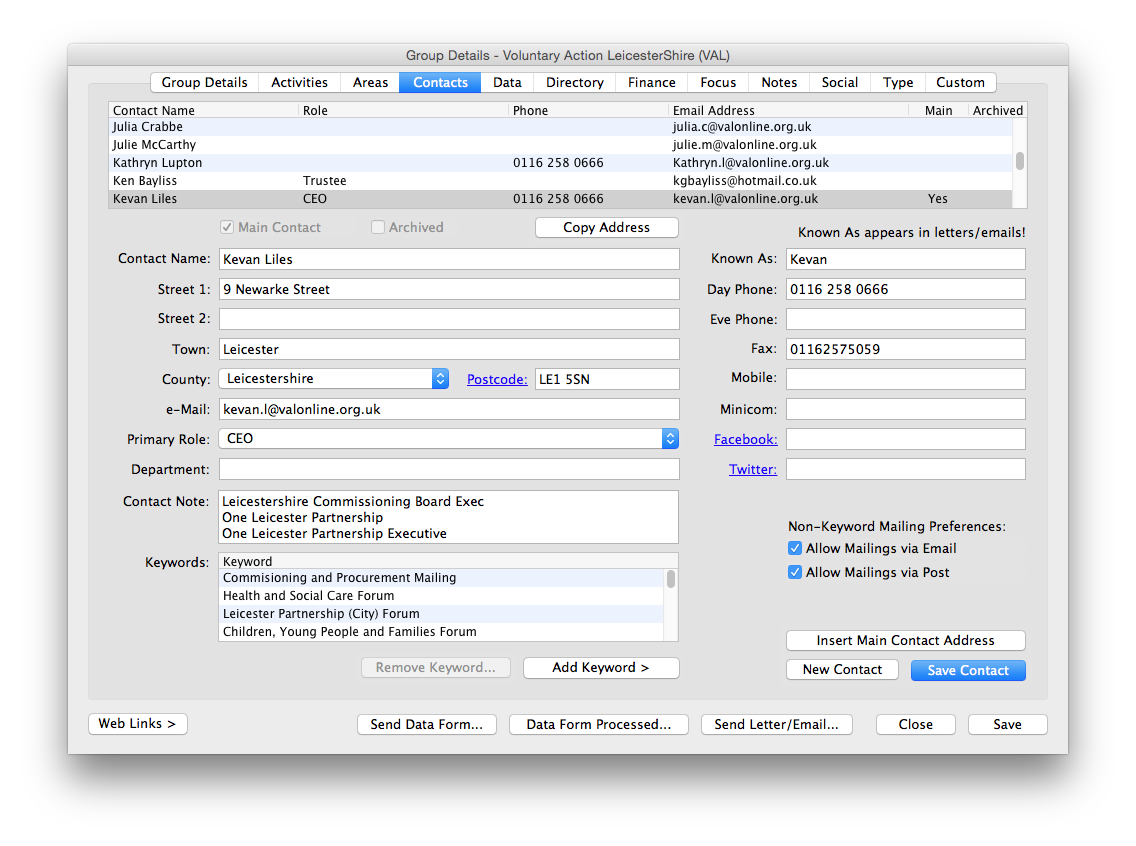 Group Details - Voluntary Action LeicesterShire (VAL)
Group Details Activities Areas Contacts Data Directory Finance Focus Notes Social Type Custom
Contact Name Role Phone Email Address Main Archived
Julia Crabbe julia.c@valonline.org.uk
Julie McCarthy julie.m@valonline.org.uk
Kathryn Lupton 0116 258 0666 Kathryn.l@valonline.org.uk
Ken Bayliss Trustee kgbayliss@hotmail.co.uk
Kevan Liles CEO 0116 258 0666 kevan.l@valonline.org.uk Yes
Main Contact Archived Copy Address Known As appears in letters/emails!
Contact Name: Kevan Liles Known As: Kevan
Street 1: 9 Newarke Street Day Phone: 0116 258 0666
Street 2: Eve Phone:
Town: Leicester Fax: 01162575059
County: Leicestershire Postcode: LE1 5SN Mobile:
e-Mail: kevan.l@valonline.org.uk Minicom:
Primary Role: CEO Facebook:
Department: Twitter:
Contact Note: Leicestershire Commissioning Board Exec
One Leicester Partnership
One Leicester Partnership Executive
Non-Keyword Mailing Preferences:
Allow Mailings via Email
Allow Mailings via Post
Keywords: Keyword
Commisioning and Procurement Mailing
Health and Social Care Forum
Leicester Partnership (City) Forum
Children, Young People and Families Forum
Insert Main Contact Address
Remove Keyword... Add Keyword > New Contact Save Contact
Web Links > Send Data Form... Data Form Processed... Send Letter/Email... Close Save